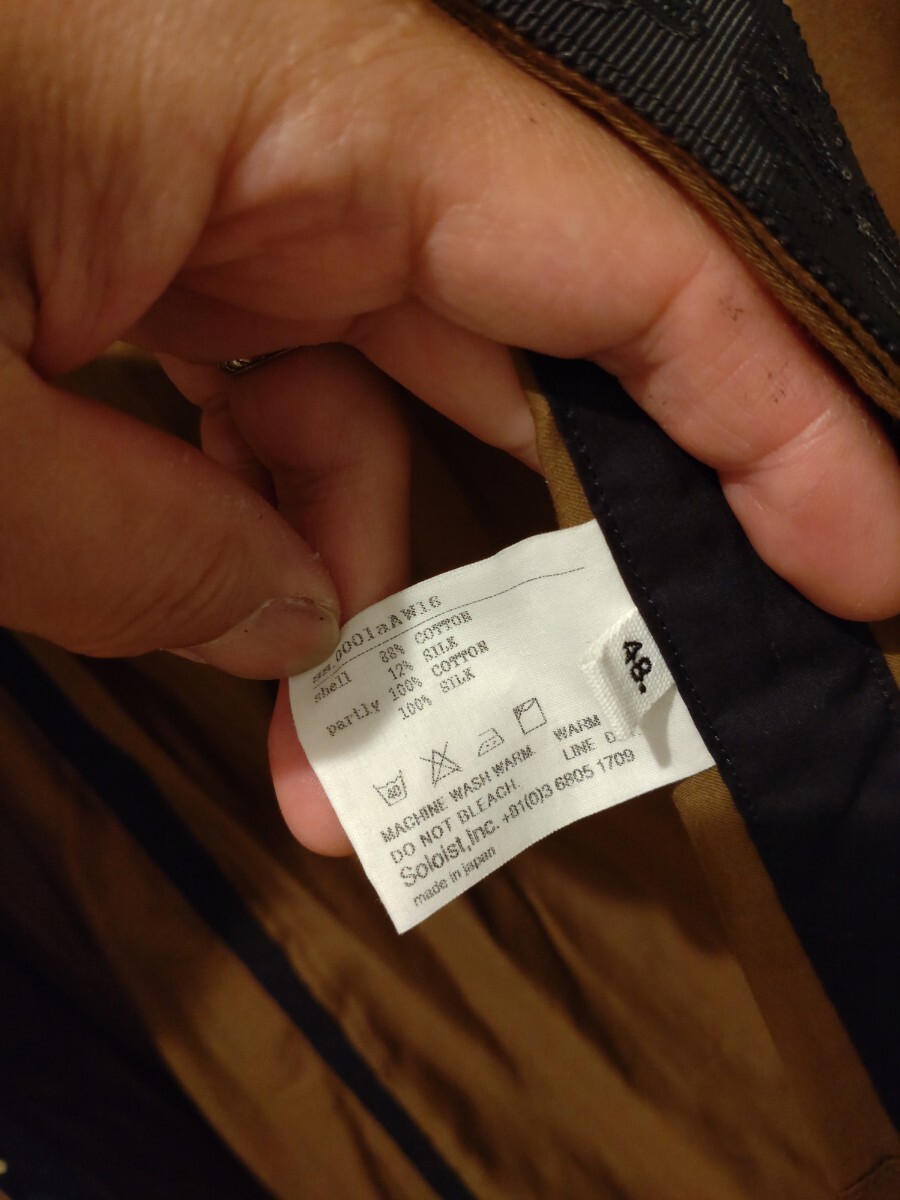 .0001aAW16
shell 88% COTTON
12% SILK
partly 100% COTTON
100% SILK
40
MACHINE WASH WARM. WARM
DO NOT BLEACH. LINE D
Soloist,Inc. +81(0)3 6805 1709
made in japan
48.